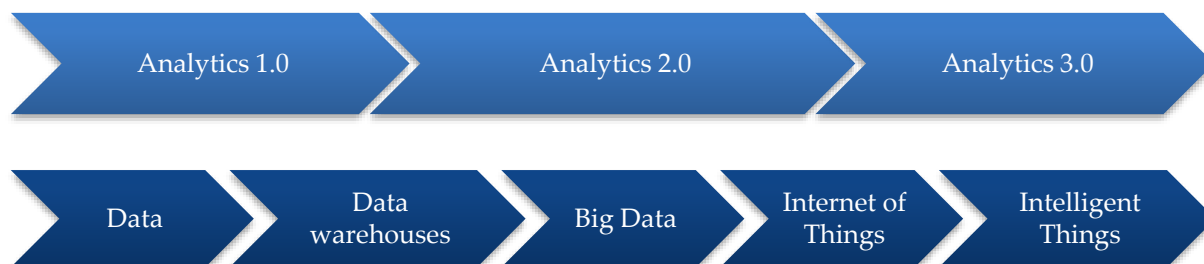 Analytics 1.0
Analytics 2.0
Analytics 3.0
Data
Data
warehouses
Big Data
Internet of
Things
Intelligent
Things